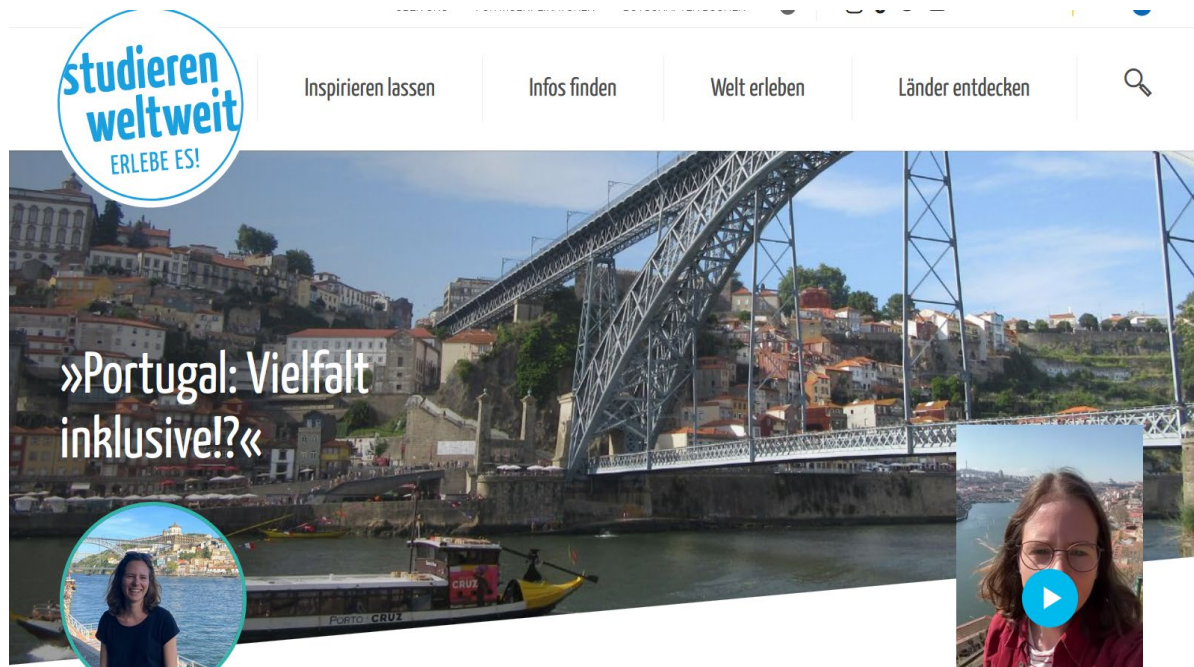 studieren
weltweit
ERLEBE ES!
Inspirieren lassen
Infos finden
Welt erleben
Länder entdecken
»Portugal: Vielfalt
inklusive!?«
CRUZ
PORTO CRUZ